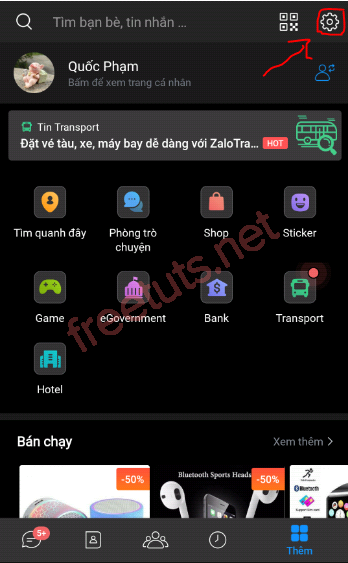 Tìm bạn bè, tin nhắn ...
Quốc Phạm
Bấm để xem trang cá nhân
Tin Transport
Đặt vé tàu, xe, máy bay dễ dàng với ZaloTra... HOT
Tìm quanh đây
Phòng trò chuyện
Shop
Sticker
Game
eGovernment
Bank
Transport
Hotel
freetuts.net
Bán chạy
Xem thêm >
-50%
Bluetooth Sports Heads
-50%
Bluetooth
5+
Thêm